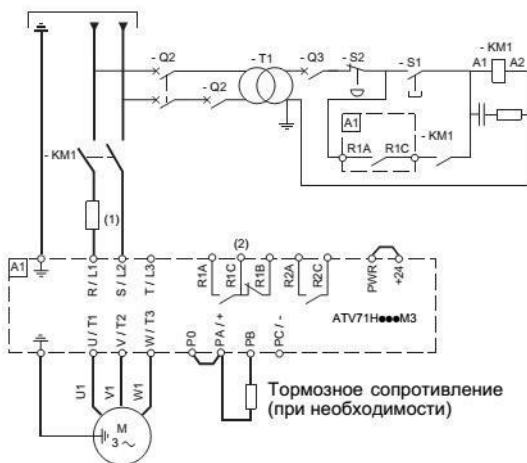 - Q2
- T1
- Q3
- S2
- S1
- KM1
A1
A2
- Q2
A1
R1A
R1C
- KM1
- KM1
(1)
(2)
A1
R / L1
S / L2
T / L3
R1A
R1C
R1B
R2A
R2C
PWR
+24
ATV71H●●●M3
U / T1
V / T2
W / T3
P0
PA / +
PB
PC / -
U1
V1
W1
M
3 ~
Тормозное сопротивление
(при необходимости)